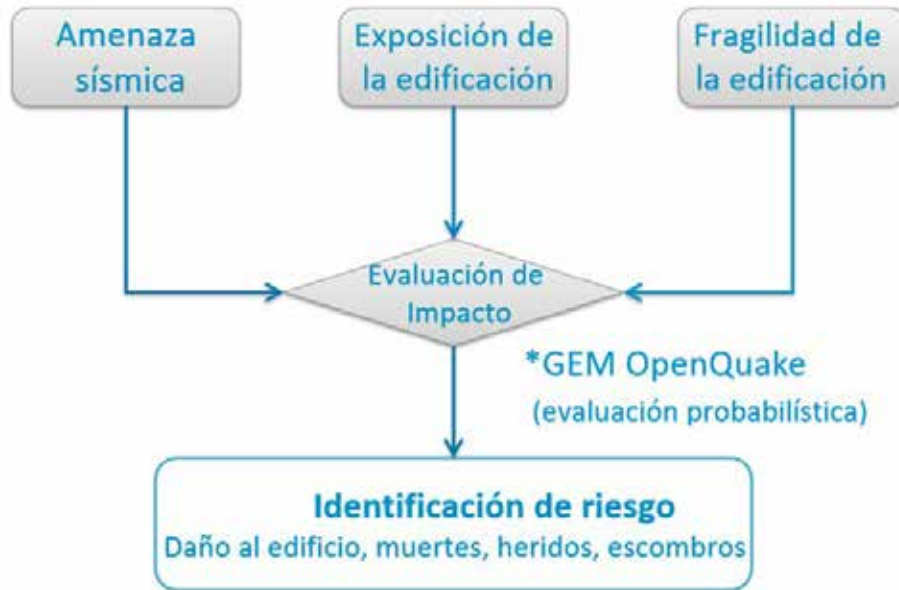 Amenaza
sísmica
Exposición de
la edificación
Fragilidad de
la edificación
Evaluación de
Impacto
*GEM OpenQuake
(evaluación probabilística)
Identificación de riesgo
Daño al edificio, muertes, heridos, escombros